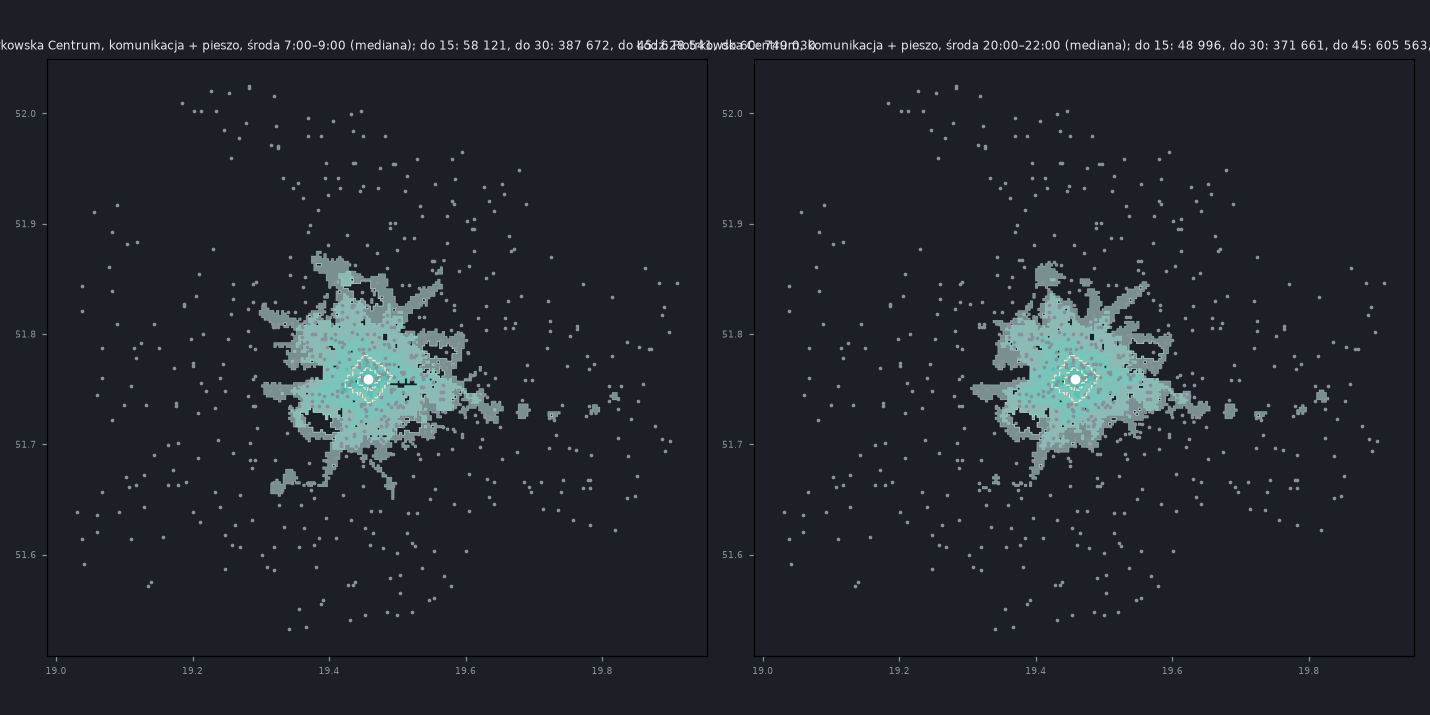 kowska Centrum, komunikacja + pieszo, środa 7:00–9:00 (mediana); do 15: 58 121, do 30: 387 672, do 45: 628 541, do 60: 749 030
Łódź Piotrkowska Centrum, komunikacja + pieszo, środa 20:00–22:00 (mediana); do 15: 48 996, do 30: 371 661, do 45: 605 563,
52.0
51.9
51.8
51.7
51.6
19.0 19.2 19.4 19.6 19.8
52.0
51.9
51.8
51.7
51.6
19.0 19.2 19.4 19.6 19.8